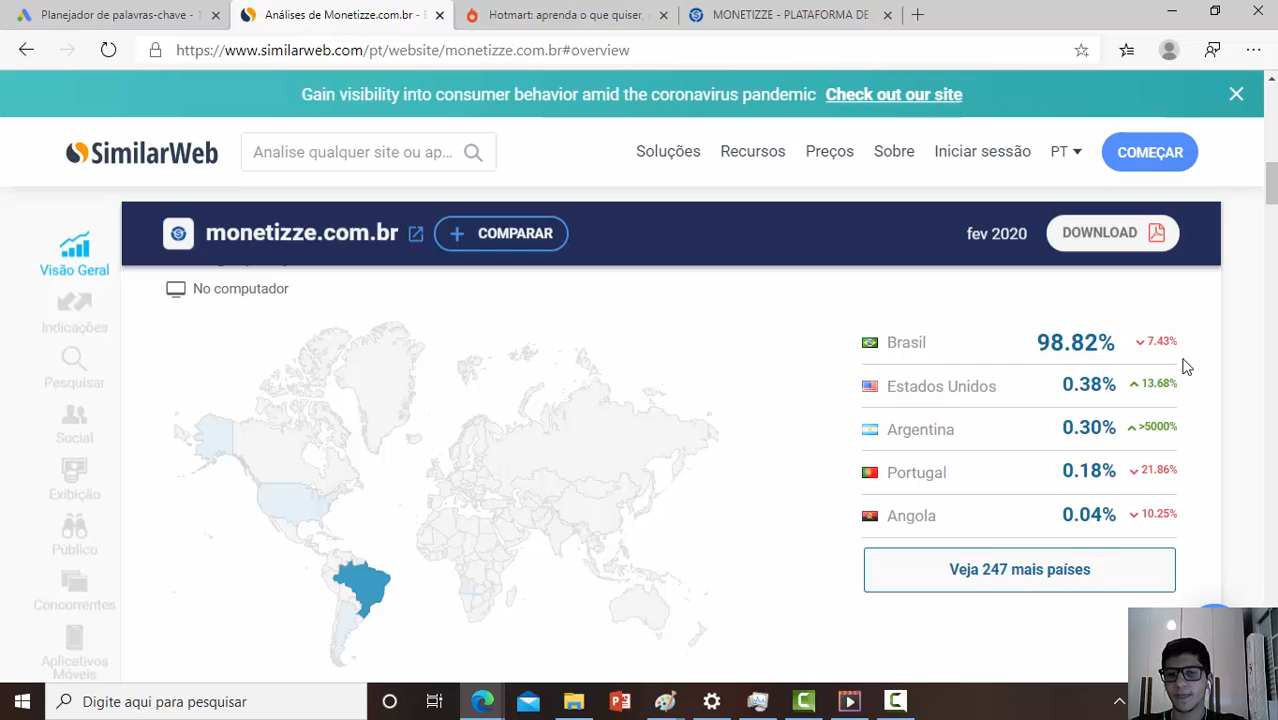 Planejador de palavras-chave - 1
Análises de Monetizze.com.br - E
Hotmart: aprenda o que quiser,
MONETIZZE - PLATAFORMA DE
https://www.similarweb.com/pt/website/monetizze.com.br#overview
Gain visibility into consumer behavior amid the coronavirus pandemic Check out our site
SimilarWeb
Analise qualquer site ou ap...
Soluções Recursos Preços Sobre Iniciar sessão PT COMEÇAR
monetizze.com.br + COMPARAR fev 2020 DOWNLOAD
Visão Geral
Indicações
Pesquisar
Social
Exibição
Público
Concorrentes
Aplicativos
Móveis
No computador
Brasil 98.82% 7.43%
Estados Unidos 0.38% 13.68%
Argentina 0.30% >5000%
Portugal 0.18% 21.86%
Angola 0.04% 10.25%
Veja 247 mais países
Digite aqui para pesquisar